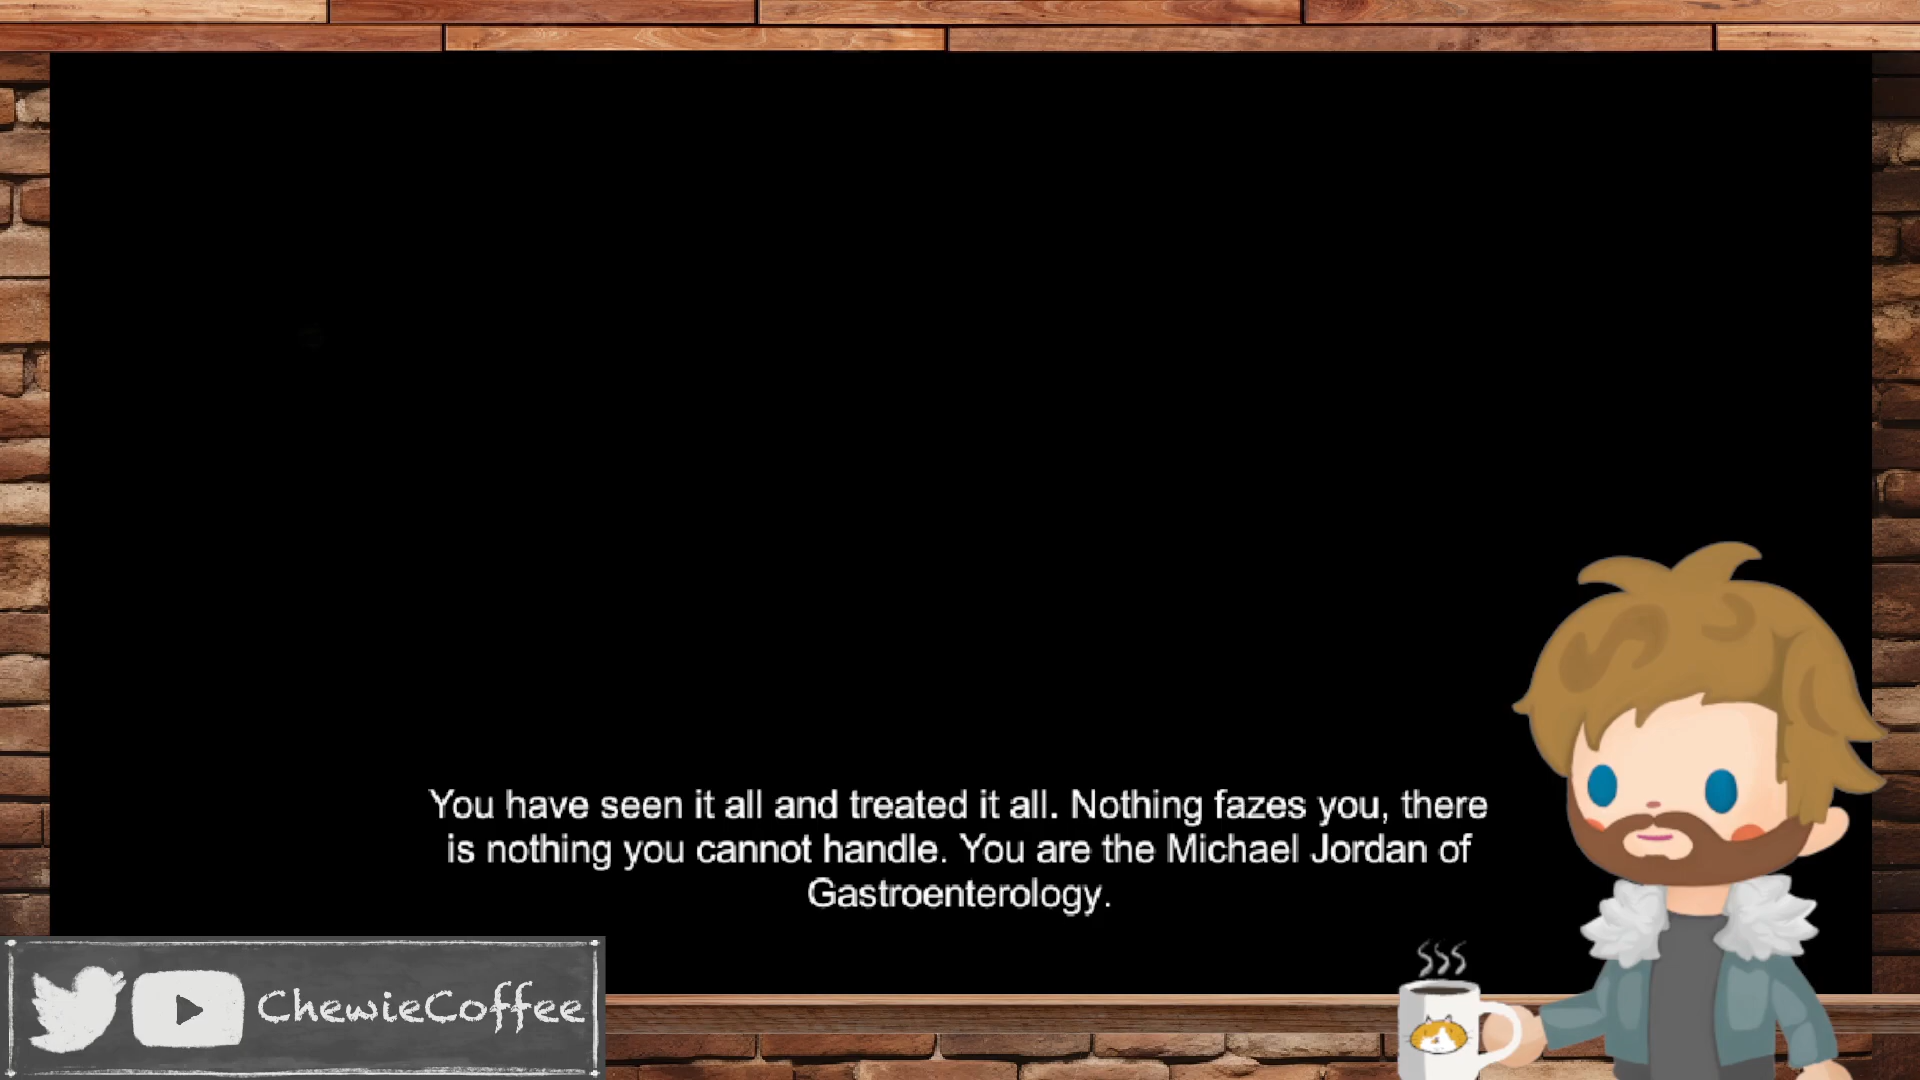 You have seen it all and treated it all. Nothing fazes you, there
is nothing you cannot handle. You are the Michael Jordan of
Gastroenterology.
ChewieCoffee